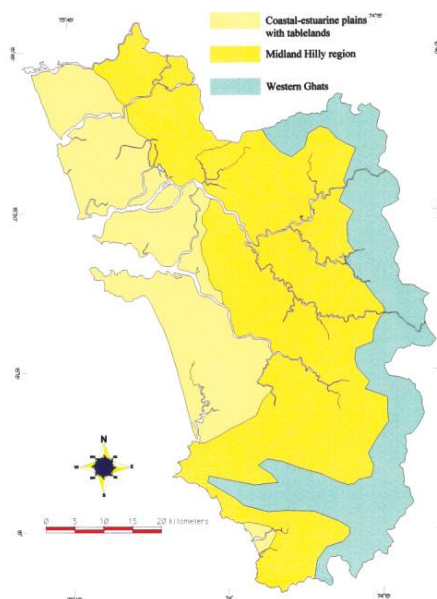 Coastal-estuarine plains
with tablelands
Midland Hilly region
Western Ghats
N
W
E
S
0 5 10 15 20 kilometers